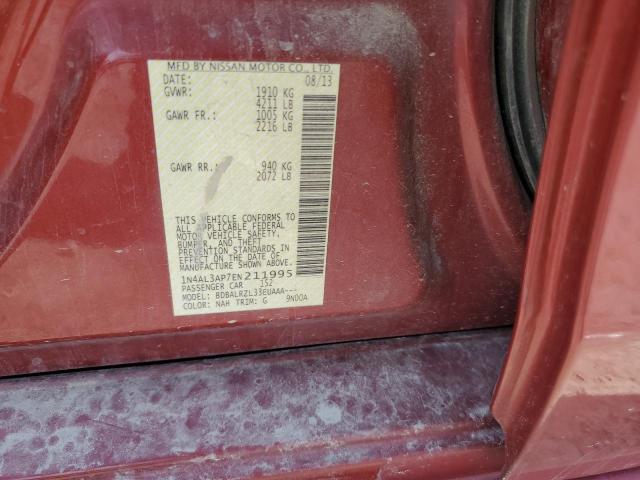 MFD BY NISSAN MOTOR CO., LTD.
DATE: 08/13
GVWR: 1910 KG
4211 LB
GAWR FR.: 1005 KG
2216 LB
GAWR RR.: 940 KG
2072 LB
THIS VEHICLE CONFORMS TO
ALL APPLICABLE FEDERAL
MOTOR VEHICLE SAFETY,
BUMPER, AND THEFT
PREVENTION STANDARDS IN
EFFECT ON THE DATE OF
MANUFACTURE SHOWN ABOVE.
1N4AL3AP7EN211995
PASSENGER CAR 152
MODEL: BDBALRZL33EUAAA---
COLOR: NAH TRIM: G 9N00A